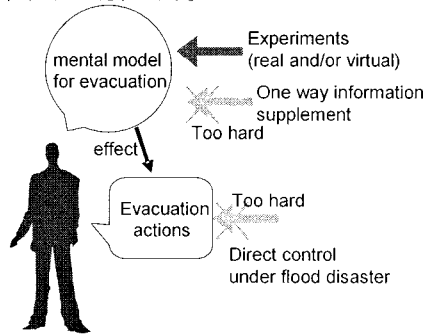 mental model
for evacuation
Experiments
(real and/or virtual)
One way information
supplement
Too hard
effect
Evacuation
actions
Too hard
Direct control
under flood disaster